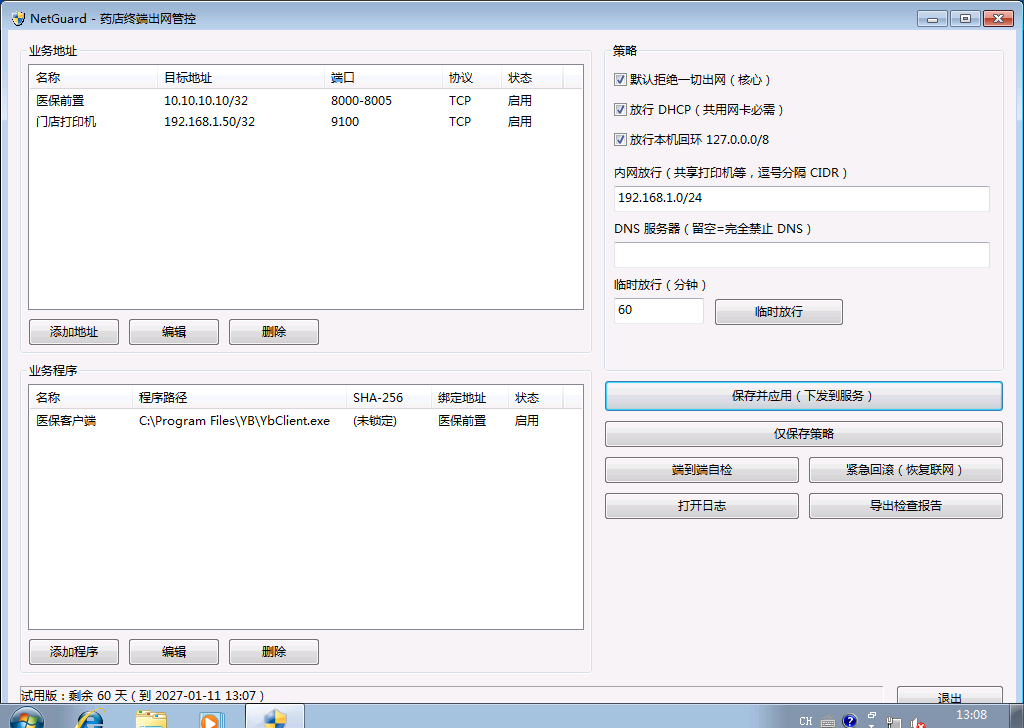 NetGuard - 药店终端出网管控
业务地址
名称 目标地址 端口 协议 状态
医保前置 10.10.10.10/32 8000-8005 TCP 启用
门店打印机 192.168.1.50/32 9100 TCP 启用
添加地址 编辑 删除
业务程序
名称 程序路径 SHA-256 绑定地址 状态
医保客户端 C:\Program Files\YB\YbClient.exe (未锁定) 医保前置 启用
添加程序 编辑 删除
策略
默认拒绝一切出网（核心）
放行 DHCP（共用网卡必需）
放行本机回环 127.0.0.0/8
内网放行（共享打印机等，逗号分隔 CIDR）
192.168.1.0/24
DNS 服务器（留空=完全禁止 DNS）
临时放行（分钟）
60 临时放行
保存并应用（下发到服务）
仅保存策略
端到端自检 紧急回滚（恢复联网）
打开日志 导出检查报告
试用版：剩余 60 天（到 2027-01-11 13:07） 退出
CH 13:08